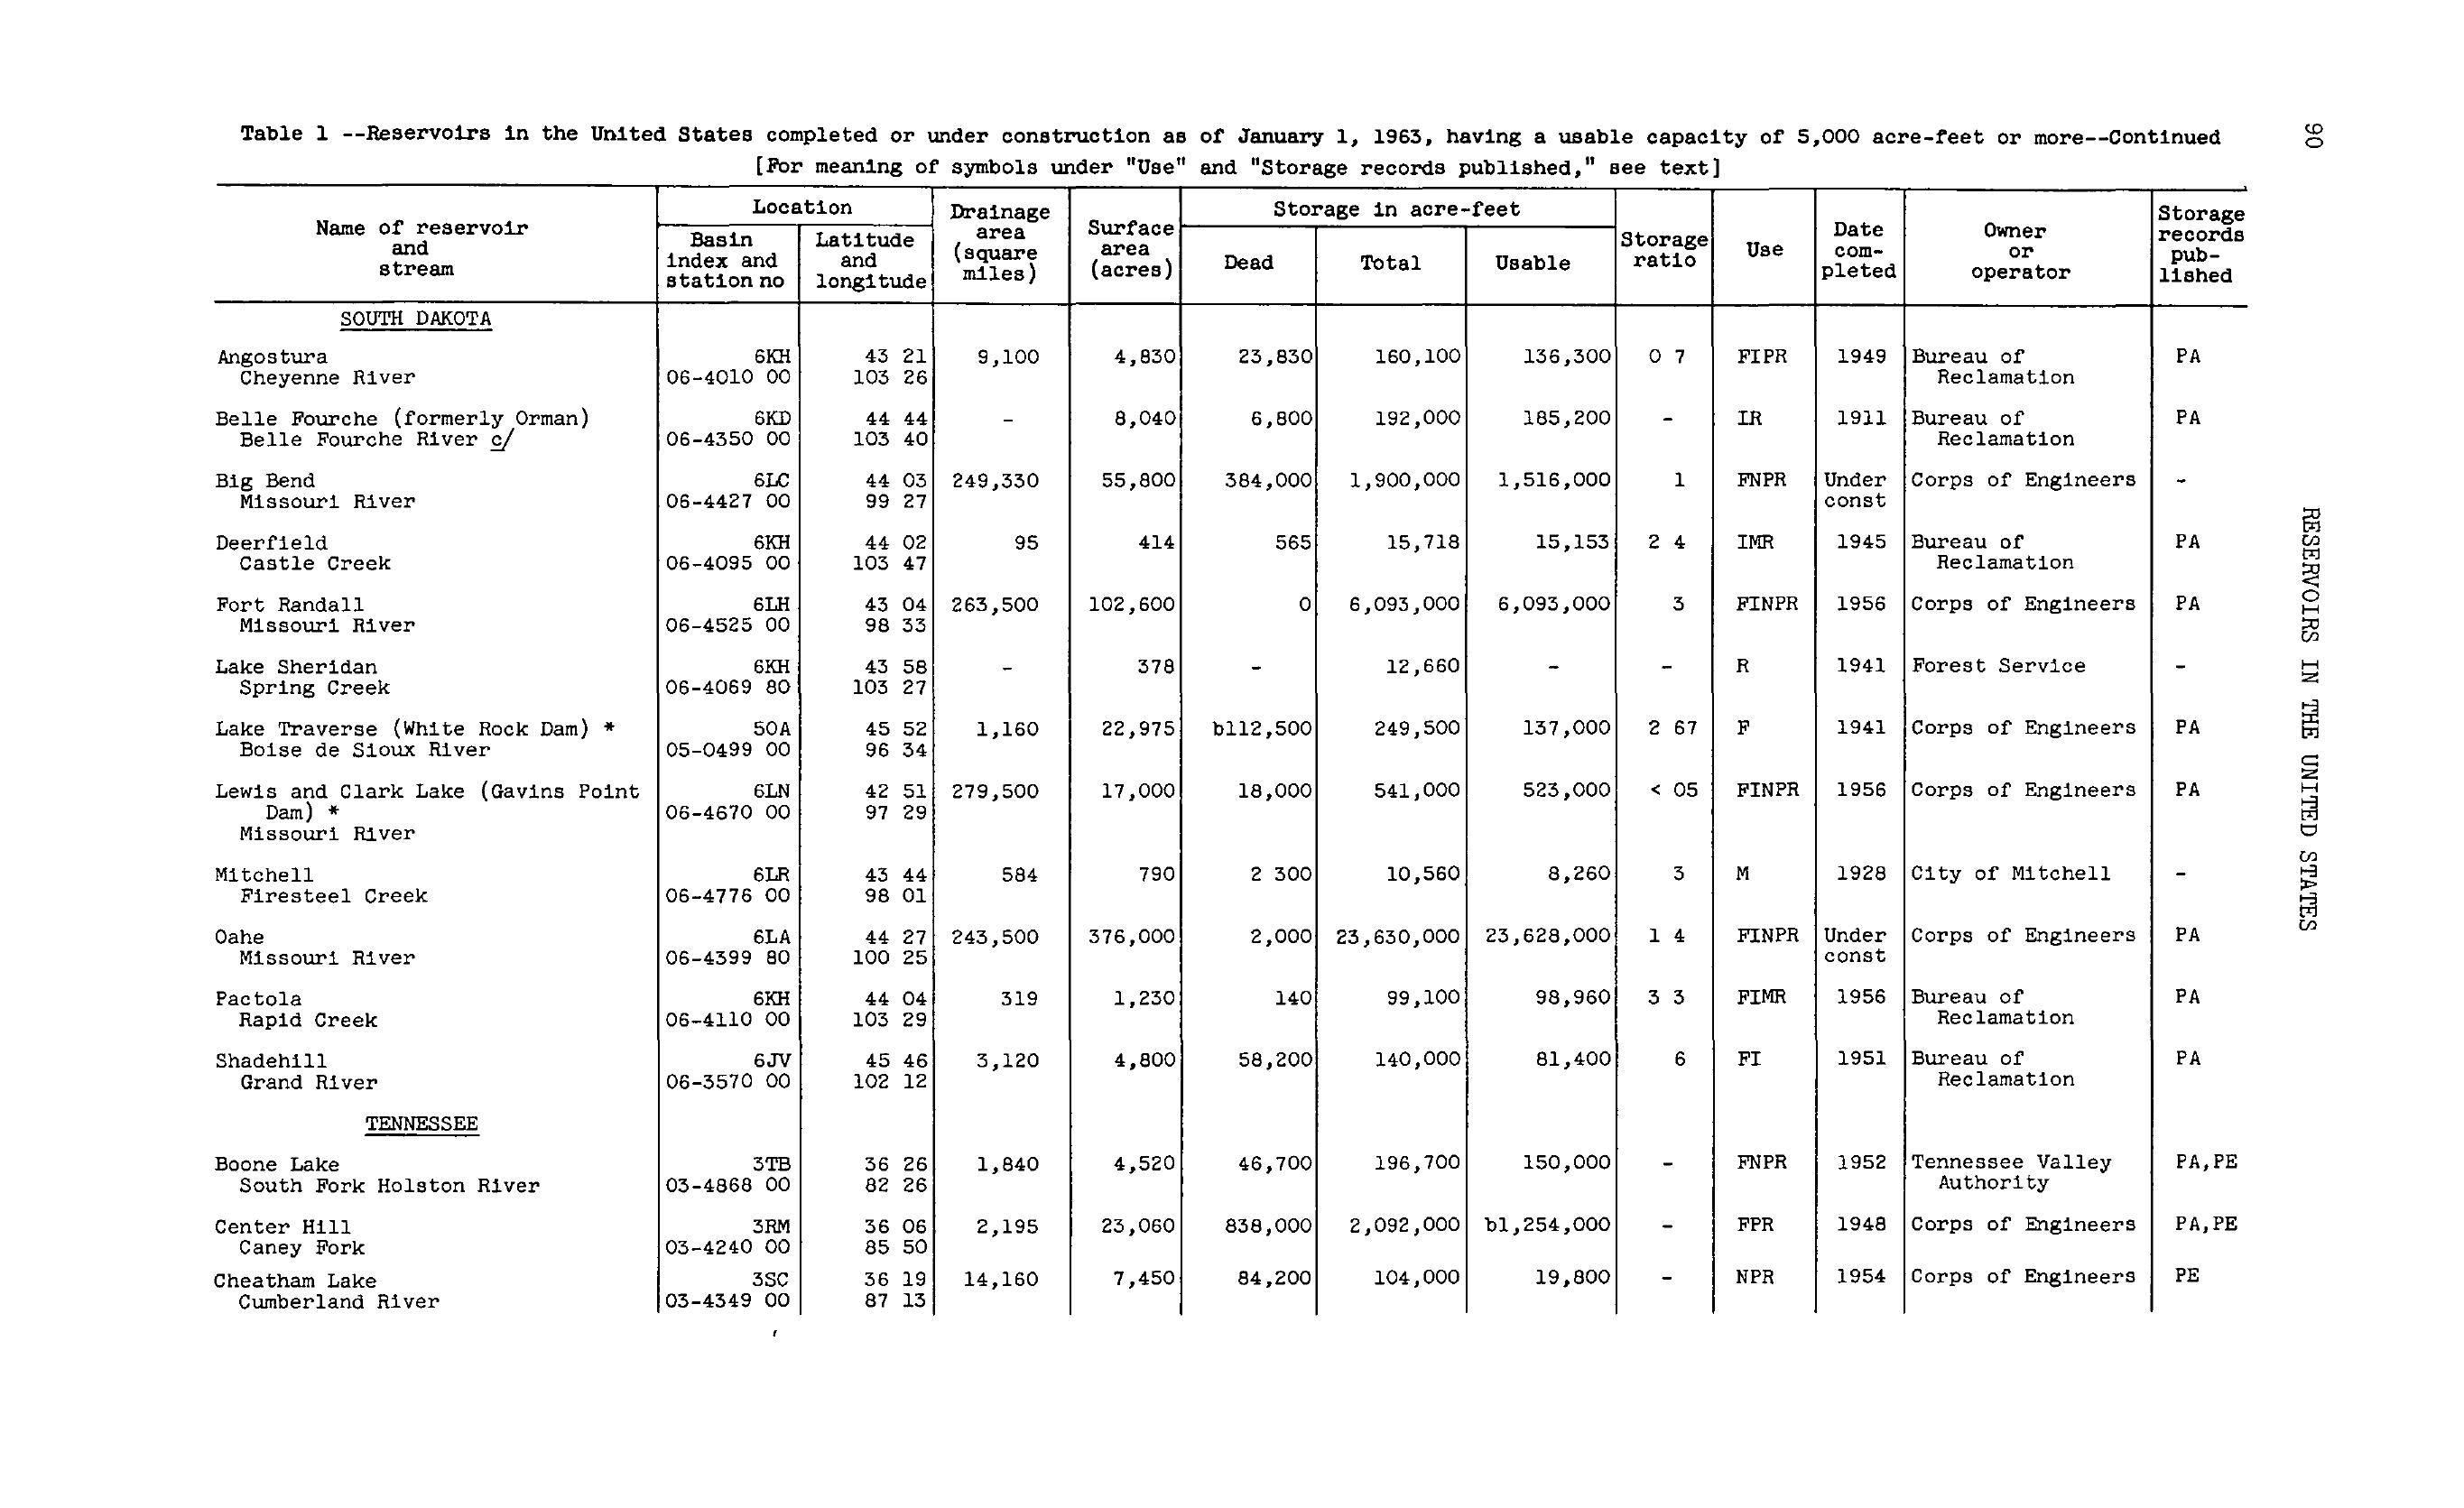 Table 1 --Reservoirs in the United States completed or under construction as of January 1, 1963, having a usable capacity of 5,000 acre-feet or more--Continued
[For meaning of symbols under "Use" and "Storage records published," see text]
90
RESERVOIRS IN THE UNITED STATES
Name of reservoir and stream | Location | Drainage area (square miles) | Surface area (acres) | Storage in acre-feet | Storage ratio | Use | Date com-pleted | Owner or operator | Storage records pub-lished
Basin index and station no | Latitude and longitude | Dead | Total | Usable
SOUTH DAKOTA
Angostura 6KH 43 21 9,100 4,830 23,830 160,100 136,300 0 7 FIPR 1949 Bureau of PA
Cheyenne River 06-4010 00 103 26 Reclamation
Belle Fourche (formerly Orman) 6KD 44 44 - 8,040 6,800 192,000 185,200 - IR 1911 Bureau of PA
Belle Fourche River c/ 06-4350 00 103 40 Reclamation
Big Bend 6LC 44 03 249,330 55,800 384,000 1,900,000 1,516,000 1 FNPR Under Corps of Engineers -
Missouri River 06-4427 00 99 27 const
Deerfield 6KH 44 02 95 414 565 15,718 15,153 2 4 IMR 1945 Bureau of PA
Castle Creek 06-4095 00 103 47 Reclamation
Fort Randall 6LH 43 04 263,500 102,600 0 6,093,000 6,093,000 3 FINPR 1956 Corps of Engineers PA
Missouri River 06-4525 00 98 33
Lake Sheridan 6KH 43 58 - 378 - 12,660 - - R 1941 Forest Service -
Spring Creek 06-4069 80 103 27
Lake Traverse (White Rock Dam) * 50A 45 52 1,160 22,975 b112,500 249,500 137,000 2 67 F 1941 Corps of Engineers PA
Boise de Sioux River 05-0499 00 96 34
Lewis and Clark Lake (Gavins Point 6LN 42 51 279,500 17,000 18,000 541,000 523,000 < 05 FINPR 1956 Corps of Engineers PA
Dam) * 06-4670 00 97 29
Missouri River
Mitchell 6LR 43 44 584 790 2 300 10,560 8,260 3 M 1928 City of Mitchell -
Firesteel Creek 06-4776 00 98 01
Oahe 6LA 44 27 243,500 376,000 2,000 23,630,000 23,628,000 1 4 FINPR Under Corps of Engineers PA
Missouri River 06-4399 80 100 25 const
Pactola 6KH 44 04 319 1,230 140 99,100 98,960 3 3 FIMR 1956 Bureau of PA
Rapid Creek 06-4110 00 103 29 Reclamation
Shadehill 6JV 45 46 3,120 4,800 58,200 140,000 81,400 6 FI 1951 Bureau of PA
Grand River 06-3570 00 102 12 Reclamation
TENNESSEE
Boone Lake 3TB 36 26 1,840 4,520 46,700 196,700 150,000 - FNPR 1952 Tennessee Valley PA,PE
South Fork Holston River 03-4868 00 82 26 Authority
Center Hill 3RM 36 06 2,195 23,060 838,000 2,092,000 b1,254,000 - FPR 1948 Corps of Engineers PA,PE
Caney Fork 03-4240 00 85 50
Cheatham Lake 3SC 36 19 14,160 7,450 84,200 104,000 19,800 - NPR 1954 Corps of Engineers PE
Cumberland River 03-4349 00 87 13